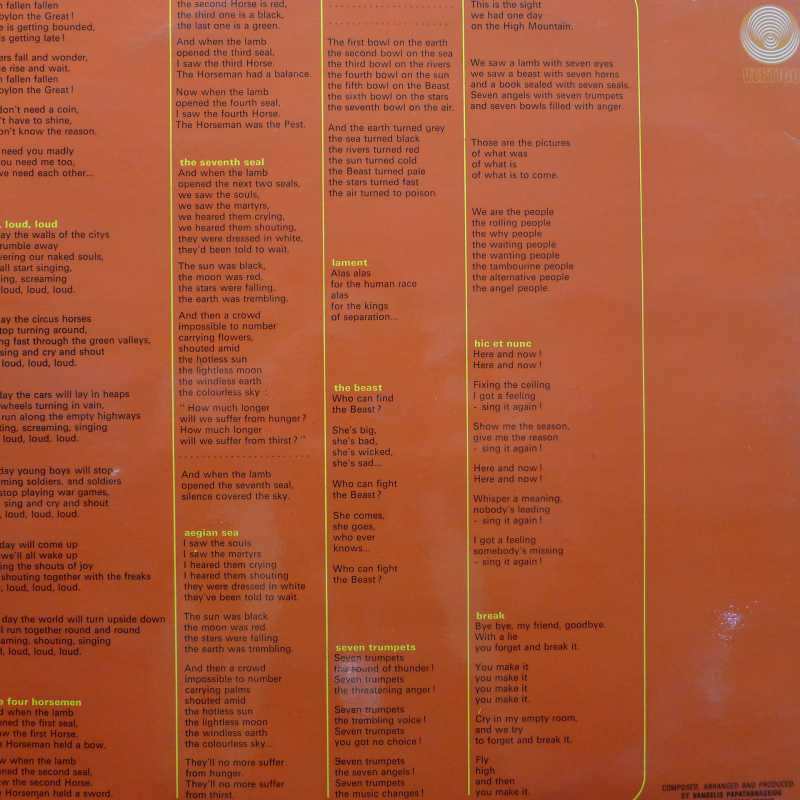 n fallen fallen
bylon the Great!
e is getting bounded,
s getting late!
ers fall and wonder,
e rise and wait.
n fallen fallen
bylon the Great!
don't need a coin,
't have to shine,
on't know the reason.
need you madly
ou need me too,
ve need each other...
, loud, loud
ay the walls of the citys
rumble away
vering our naked souls,
all start singing,
ing, screaming
loud, loud, loud.
ay the circus horses
top turning around,
ng fast through the green valleys,
sing and cry and shout
loud, loud, loud.
day the cars will lay in heaps
wheels turning in vain,
run along the empty highways
ting, screaming, singing
loud, loud, loud.
day young boys will stop
ming soldiers, and soldiers
stop playing war games,
sing and cry and shout
, loud, loud, loud.
day will come up
we'll all wake up
ing the shouts of joy
shouting together with the freaks
, loud, loud, loud.
day the world will turn upside down
ll run together round and round
aming, shouting, singing
d, loud, loud, loud.
e four horsemen
d when the lamb
ened the first seal,
w the first Horse.
e Horseman held a bow.
w when the lamb
ened the second seal,
w the second Horse.
e Horseman held a sword.
the second Horse is red,
the third one is a black,
the last one is a green.
And when the lamb
opened the third seal,
I saw the third Horse.
The Horseman had a balance.
Now when the lamb
opened the fourth seal,
I saw the fourth Horse.
The Horseman was the Pest.
the seventh seal
And when the lamb
opened the next two seals,
we saw the souls,
we saw the martyrs,
we heared them crying,
we heared them shouting,
they were dressed in white,
they'd been told to wait.
The sun was black,
the moon was red,
the stars were falling,
the earth was trembling.
And then a crowd
impossible to number
carrying flowers,
shouted amid
the hotless sun
the lightless moon
the windless earth
the colourless sky :
" How much longer
will we suffer from hunger?
How much longer
will we suffer from thirst? "
And when the lamb
opened the seventh seal,
silence covered the sky.
aegian sea
I saw the souls
I saw the martyrs
I heared them crying
I heared them shouting
they were dressed in white
they've been told to wait.
The sun was black
the moon was red
the stars were falling
the earth was trembling.
And then a crowd
impossible to number
carrying palms
shouted amid
the hotless sun
the lightless moon
the windless earth
the colourless sky...
They'll no more suffer
from hunger.
They'll no more suffer
from thirst.
The first bowl on the earth
the second bowl on the sea
the third bowl on the rivers
the fourth bowl on the sun
the fifth bowl on the Beast
the sixth bowl on the stars
the seventh bowl on the air.
And the earth turned grey
the sea turned black
the rivers turned red
the sun turned cold
the Beast turned pale
the stars turned fast
the air turned to poison.
lament
Alas alas
for the human race
alas
for the kings
of separation...
the beast
Who can find
the Beast?
She's big,
she's bad,
she's wicked,
she's sad...
Who can fight
the Beast?
She comes,
she goes,
who ever
knows...
Who can fight
the Beast?
seven trumpets
Seven trumpets
the sound of thunder!
Seven trumpets
the threatening anger!
Seven trumpets
the trembling voice!
Seven trumpets
you got no choice!
Seven trumpets
the seven angels!
Seven trumpets
the music changes!
This is the sight
we had one day
on the High Mountain.
We saw a lamb with seven eyes
we saw a beast with seven horns
and a book sealed with seven seals.
Seven angels with seven trumpets
and seven bowls filled with anger.
Those are the pictures
of what was
of what is
of what is to come.
We are the people
the rolling people
the why people
the waiting people
the wanting people
the tambourine people
the alternative people
the angel people.
hic et nunc
Here and now!
Here and now!
Fixing the ceiling
I got a feeling
- sing it again!
Show me the season,
give me the reason
- sing it again!
Here and now!
Here and now!
Whisper a meaning,
nobody's leading
- sing it again!
I got a feeling
somebody's missing
- sing it again!
break
Bye bye, my friend, goodbye.
With a lie
you forget and break it.
You make it
you make it
you make it
you make it.
Cry in my empty room,
and we try
to forget and break it.
Fly
high
and then
you make it.
VERTIGO
COMPOSED, ARRANGED AND PRODUCED
BY VANGELIS PAPATHANASSIOU